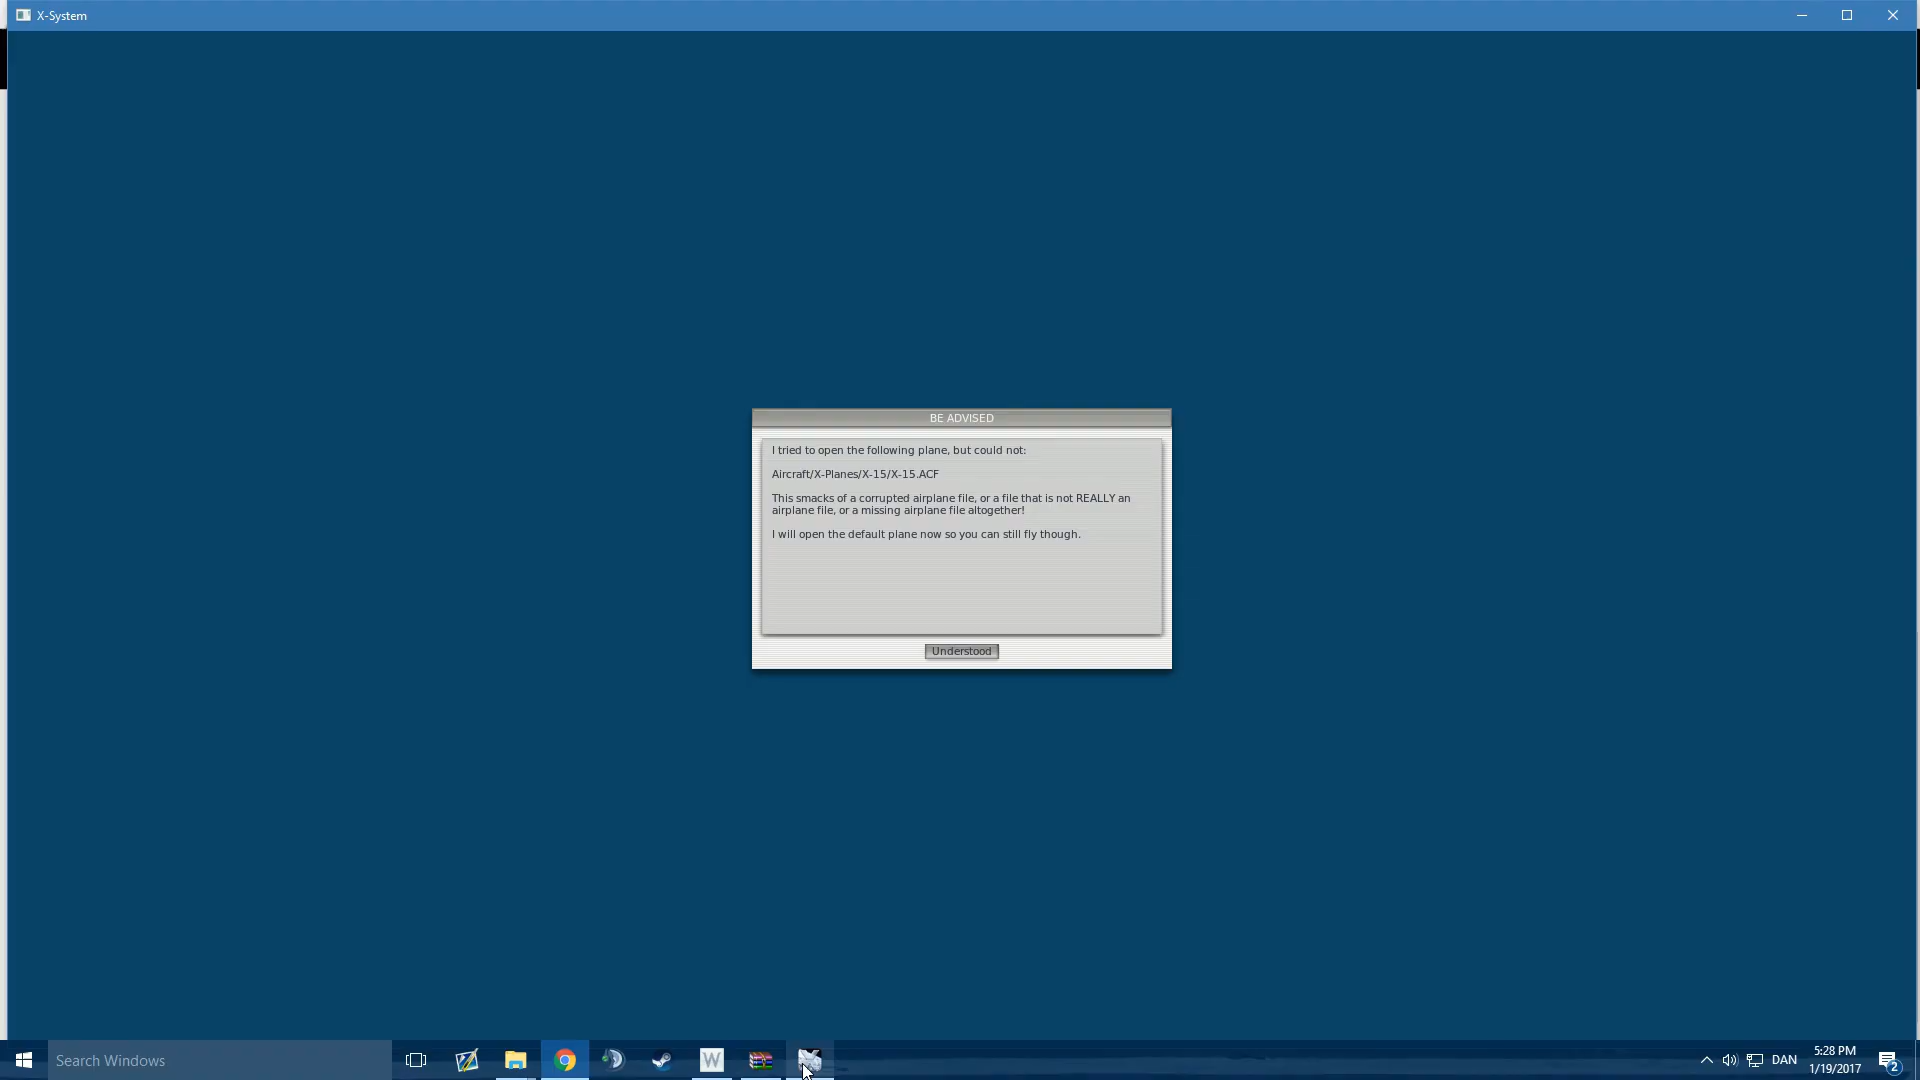 X-System
BE ADVISED
I tried to open the following plane, but could not:
Aircraft/X-Planes/X-15/X-15.ACF
This smacks of a corrupted airplane file, or a file that is not REALLY an
airplane file, or a missing airplane file altogether!
I will open the default plane now so you can still fly though.
Understood
Search Windows
W
DAN
5:28 PM
1/19/2017
2